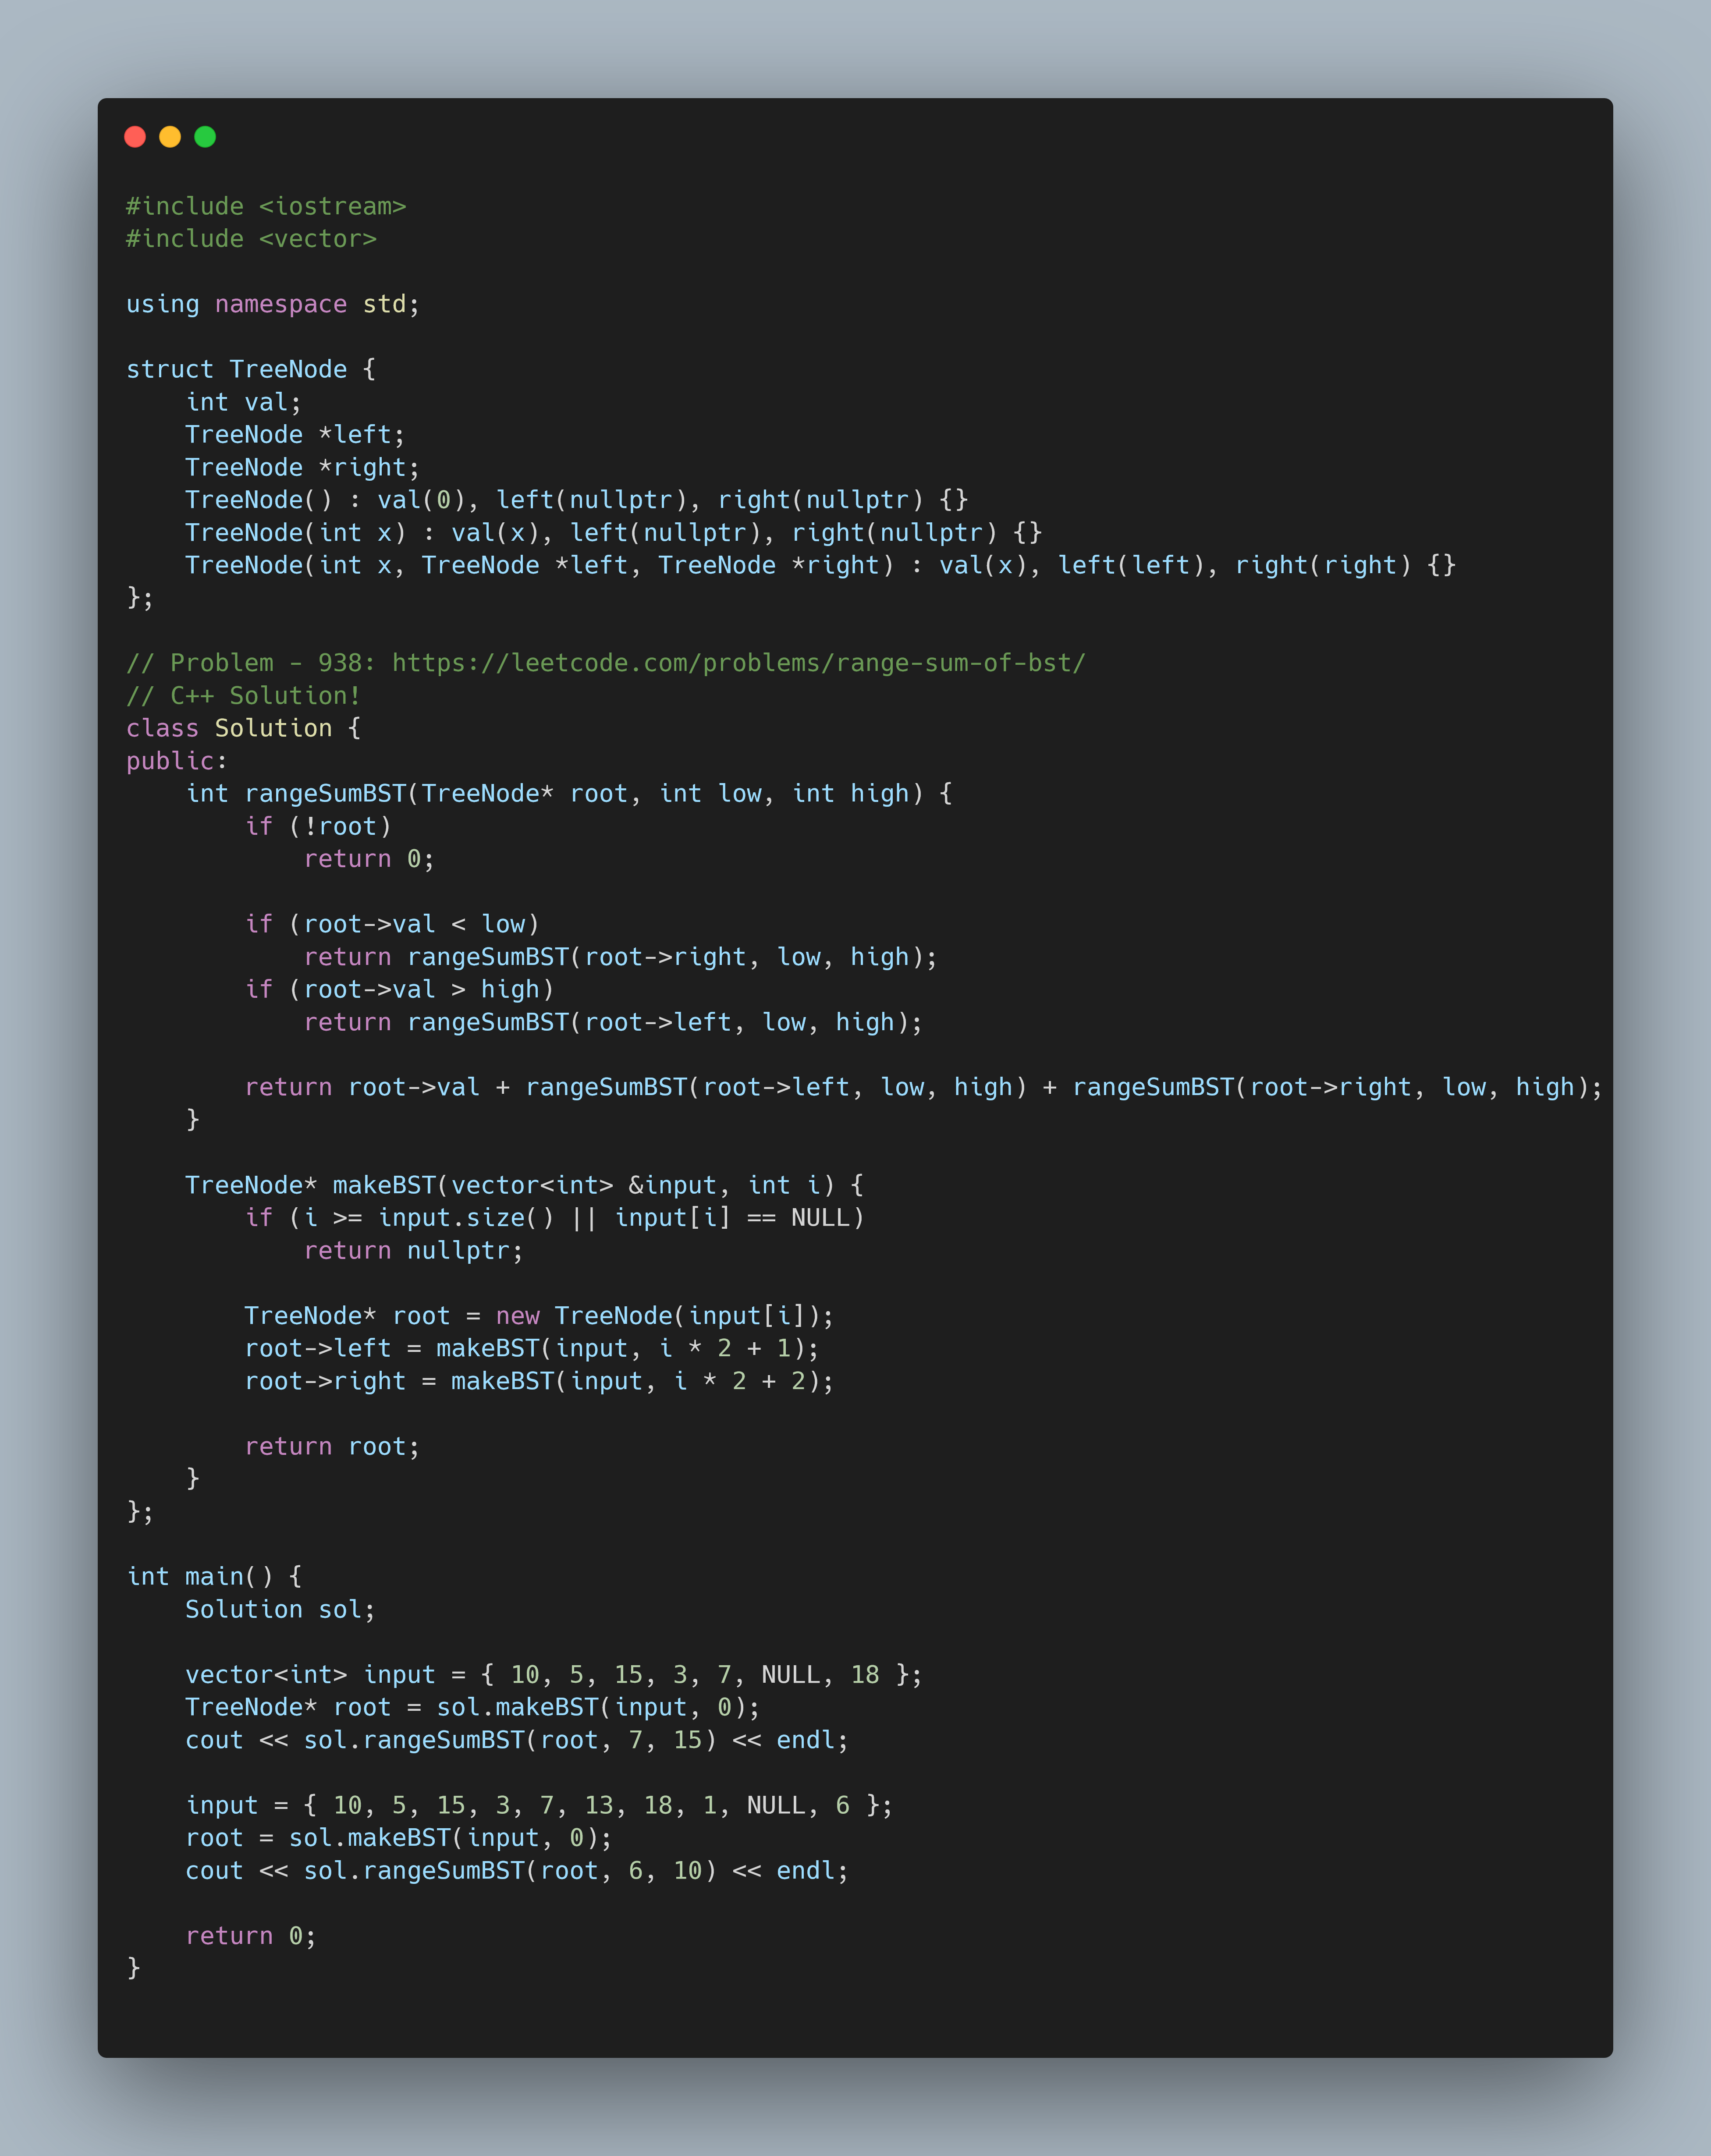 #include <iostream>
#include <vector>

using namespace std;

struct TreeNode {
    int val;
    TreeNode *left;
    TreeNode *right;
    TreeNode() : val(0), left(nullptr), right(nullptr) {}
    TreeNode(int x) : val(x), left(nullptr), right(nullptr) {}
    TreeNode(int x, TreeNode *left, TreeNode *right) : val(x), left(left), right(right) {}
};

// Problem - 938: https://leetcode.com/problems/range-sum-of-bst/
// C++ Solution!
class Solution {
public:
    int rangeSumBST(TreeNode* root, int low, int high) {
        if (!root)
            return 0;

        if (root->val < low)
            return rangeSumBST(root->right, low, high);
        if (root->val > high)
            return rangeSumBST(root->left, low, high);

        return root->val + rangeSumBST(root->left, low, high) + rangeSumBST(root->right, low, high);
    }

    TreeNode* makeBST(vector<int> &input, int i) {
        if (i >= input.size() || input[i] == NULL)
            return nullptr;

        TreeNode* root = new TreeNode(input[i]);
        root->left = makeBST(input, i * 2 + 1);
        root->right = makeBST(input, i * 2 + 2);

        return root;
    }
};

int main() {
    Solution sol;

    vector<int> input = { 10, 5, 15, 3, 7, NULL, 18 };
    TreeNode* root = sol.makeBST(input, 0);
    cout << sol.rangeSumBST(root, 7, 15) << endl;

    input = { 10, 5, 15, 3, 7, 13, 18, 1, NULL, 6 };
    root = sol.makeBST(input, 0);
    cout << sol.rangeSumBST(root, 6, 10) << endl;

    return 0;
}